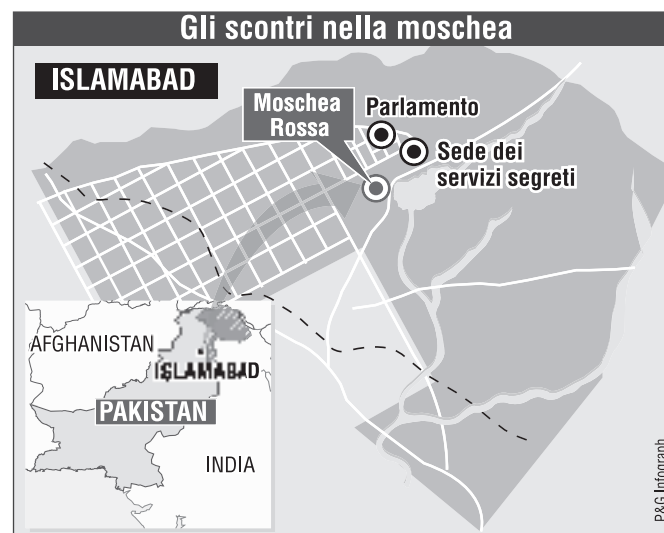 Gli scontri nella moschea
ISLAMABAD
Moschea
Rossa
Parlamento
Sede dei
servizi segreti
AFGHANISTAN
ISLAMABAD
PAKISTAN
INDIA
P&G Infograph